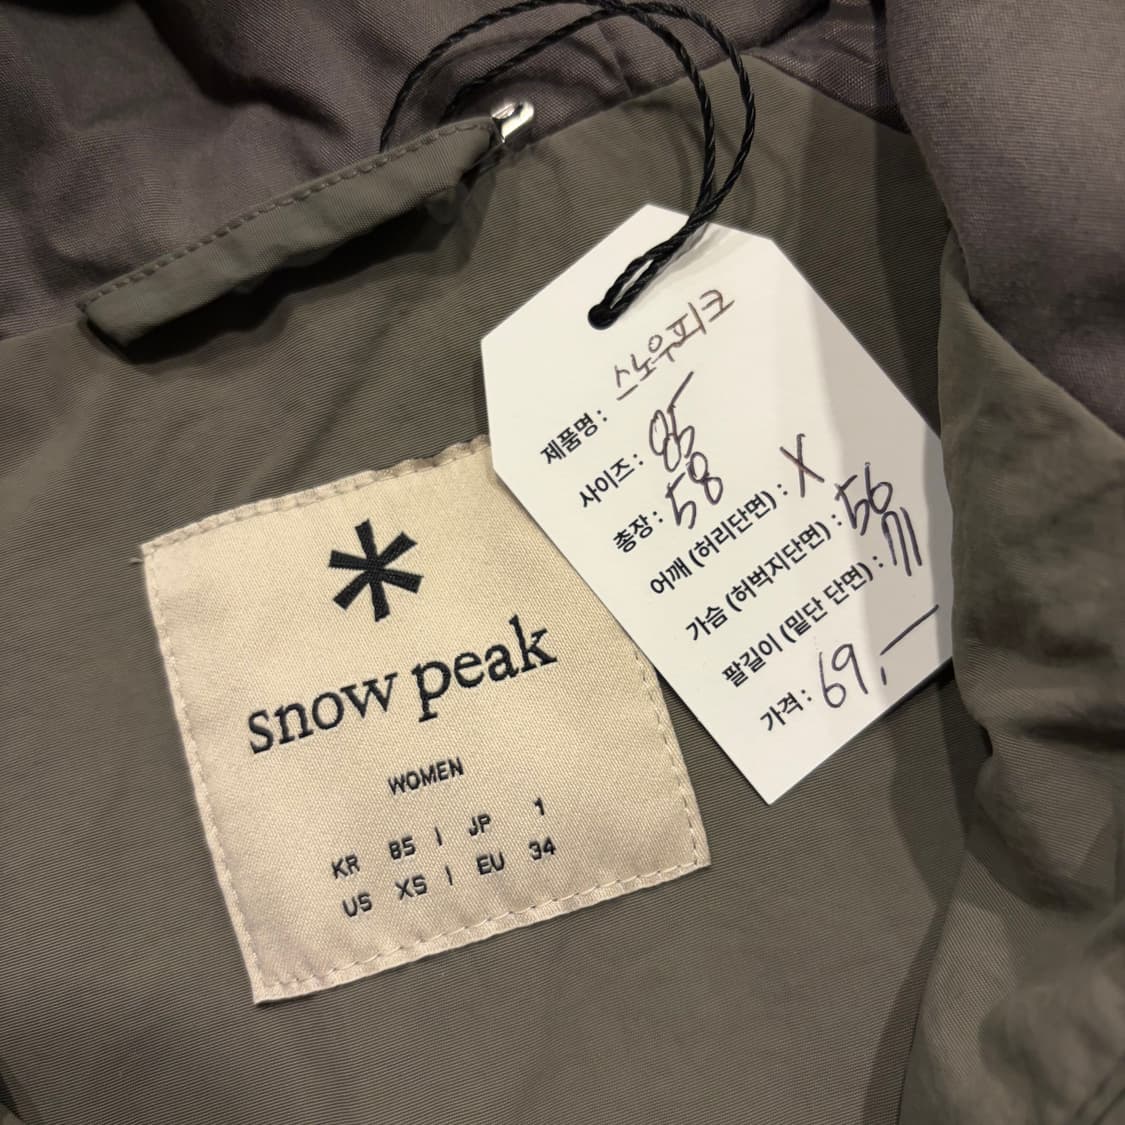 제품명 : 스노우피크
사이즈 : 85
총장 : 58
어깨 (허리단면) : X
가슴 (허벅지단면) : 56
팔길이 (밑단 단면) : 77
가격 : 69,-
snow peak
WOMEN
KR 85 | JP 1
US XS | EU 34